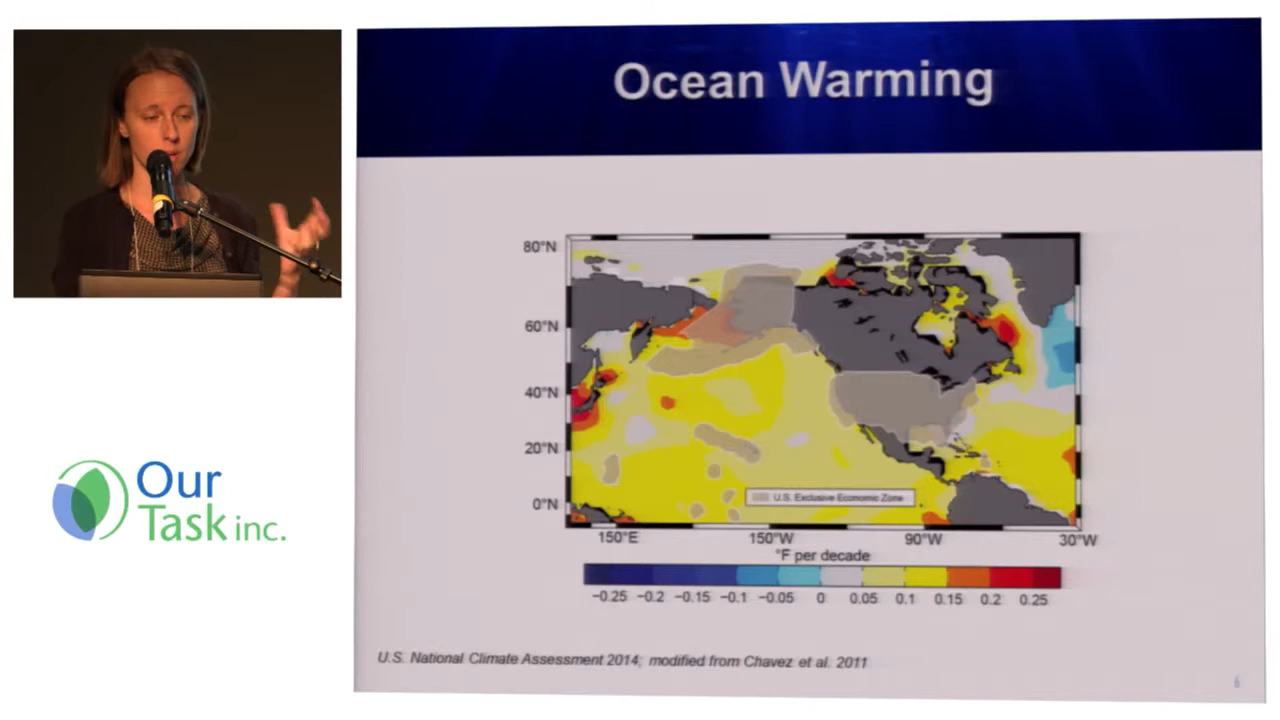 Ocean Warming
80°N
60°N
40°N
20°N
0°N
U.S. Exclusive Economic Zone
150°E 150°W 90°W 30°W
°F per decade
−0.25 −0.2 −0.15 −0.1 −0.05 0 0.05 0.1 0.15 0.2 0.25
U.S. National Climate Assessment 2014; modified from Chavez et al. 2011
6
Our
Task inc.